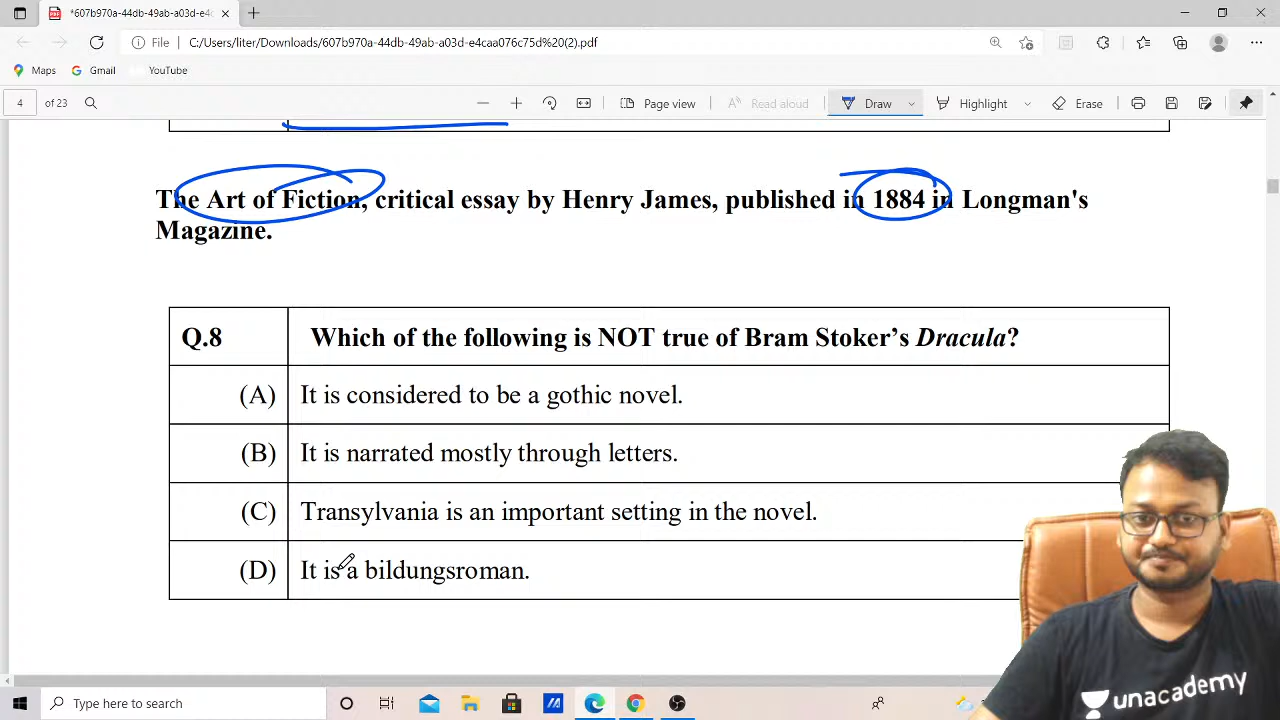 *607b970a-44db-49ab-a03d-e4c
File
C:/Users/liter/Downloads/607b970a-44db-49ab-a03d-e4caa076c75d%20(2).pdf
Maps
Gmail
YouTube
4 of 23
Page view
Read aloud
Draw
Highlight
Erase
The Art of Fiction, critical essay by Henry James, published in 1884 in Longman's
Magazine.
Q.8 Which of the following is NOT true of Bram Stoker’s Dracula?
(A) It is considered to be a gothic novel.
(B) It is narrated mostly through letters.
(C) Transylvania is an important setting in the novel.
(D) It is a bildungsroman.
unacademy
Type here to search